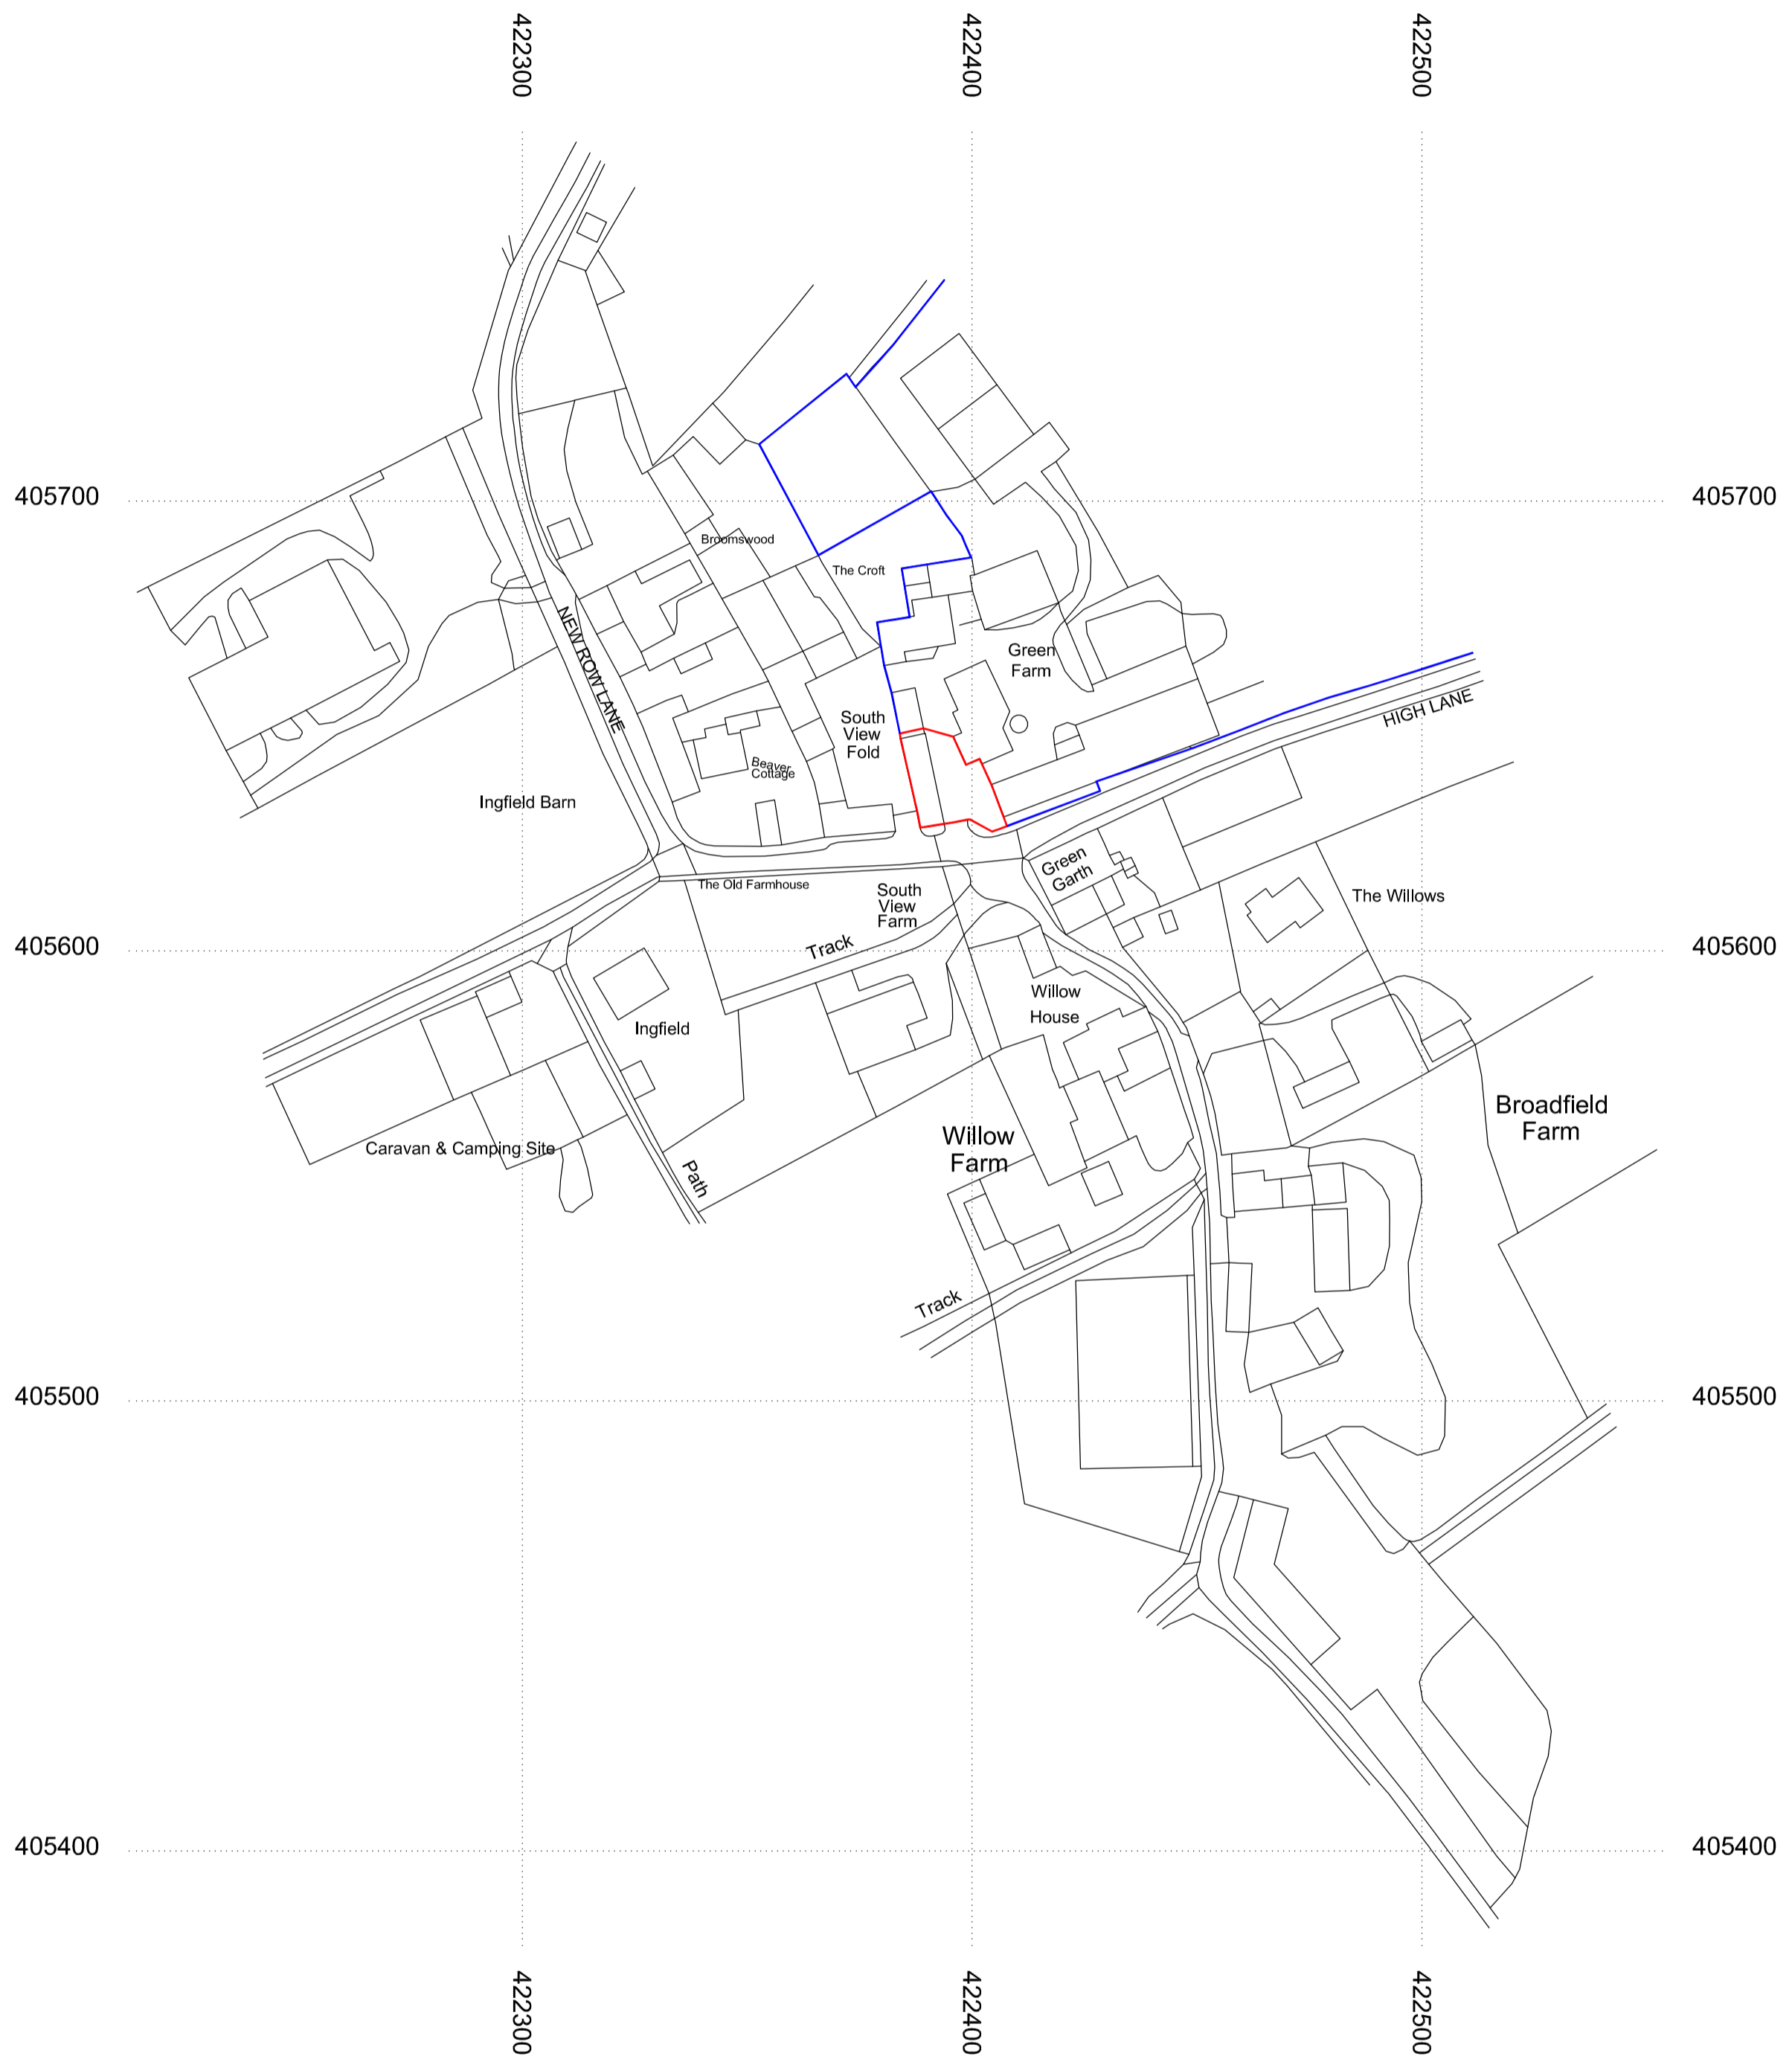 422300
422400
422500
405700
405700
Broomswood
The Croft
NEW ROW LANE
Green
Farm
HIGH LANE
South
View
Fold
Beaver
Cottage
Ingfield Barn
Green
Garth
The Old Farmhouse
South
View
Farm
The Willows
405600
405600
Track
Willow
House
Ingfield
Broadfield
Farm
Caravan & Camping Site
Willow
Farm
Path
Track
405500
405500
405400
405400
422300
422400
422500